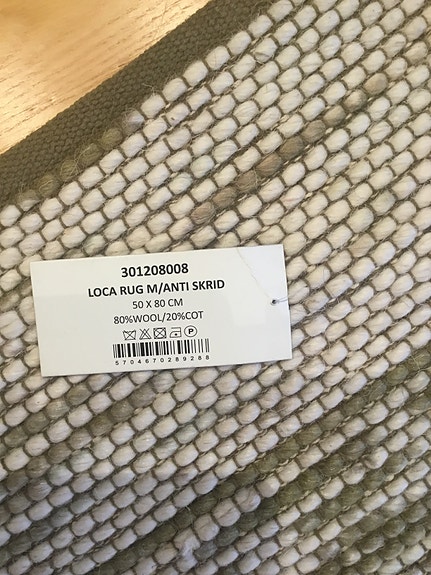 301208008
LOCA RUG M/ANTI SKRID
50 X 80 CM
80%WOOL/20%COT
P
5704670289288